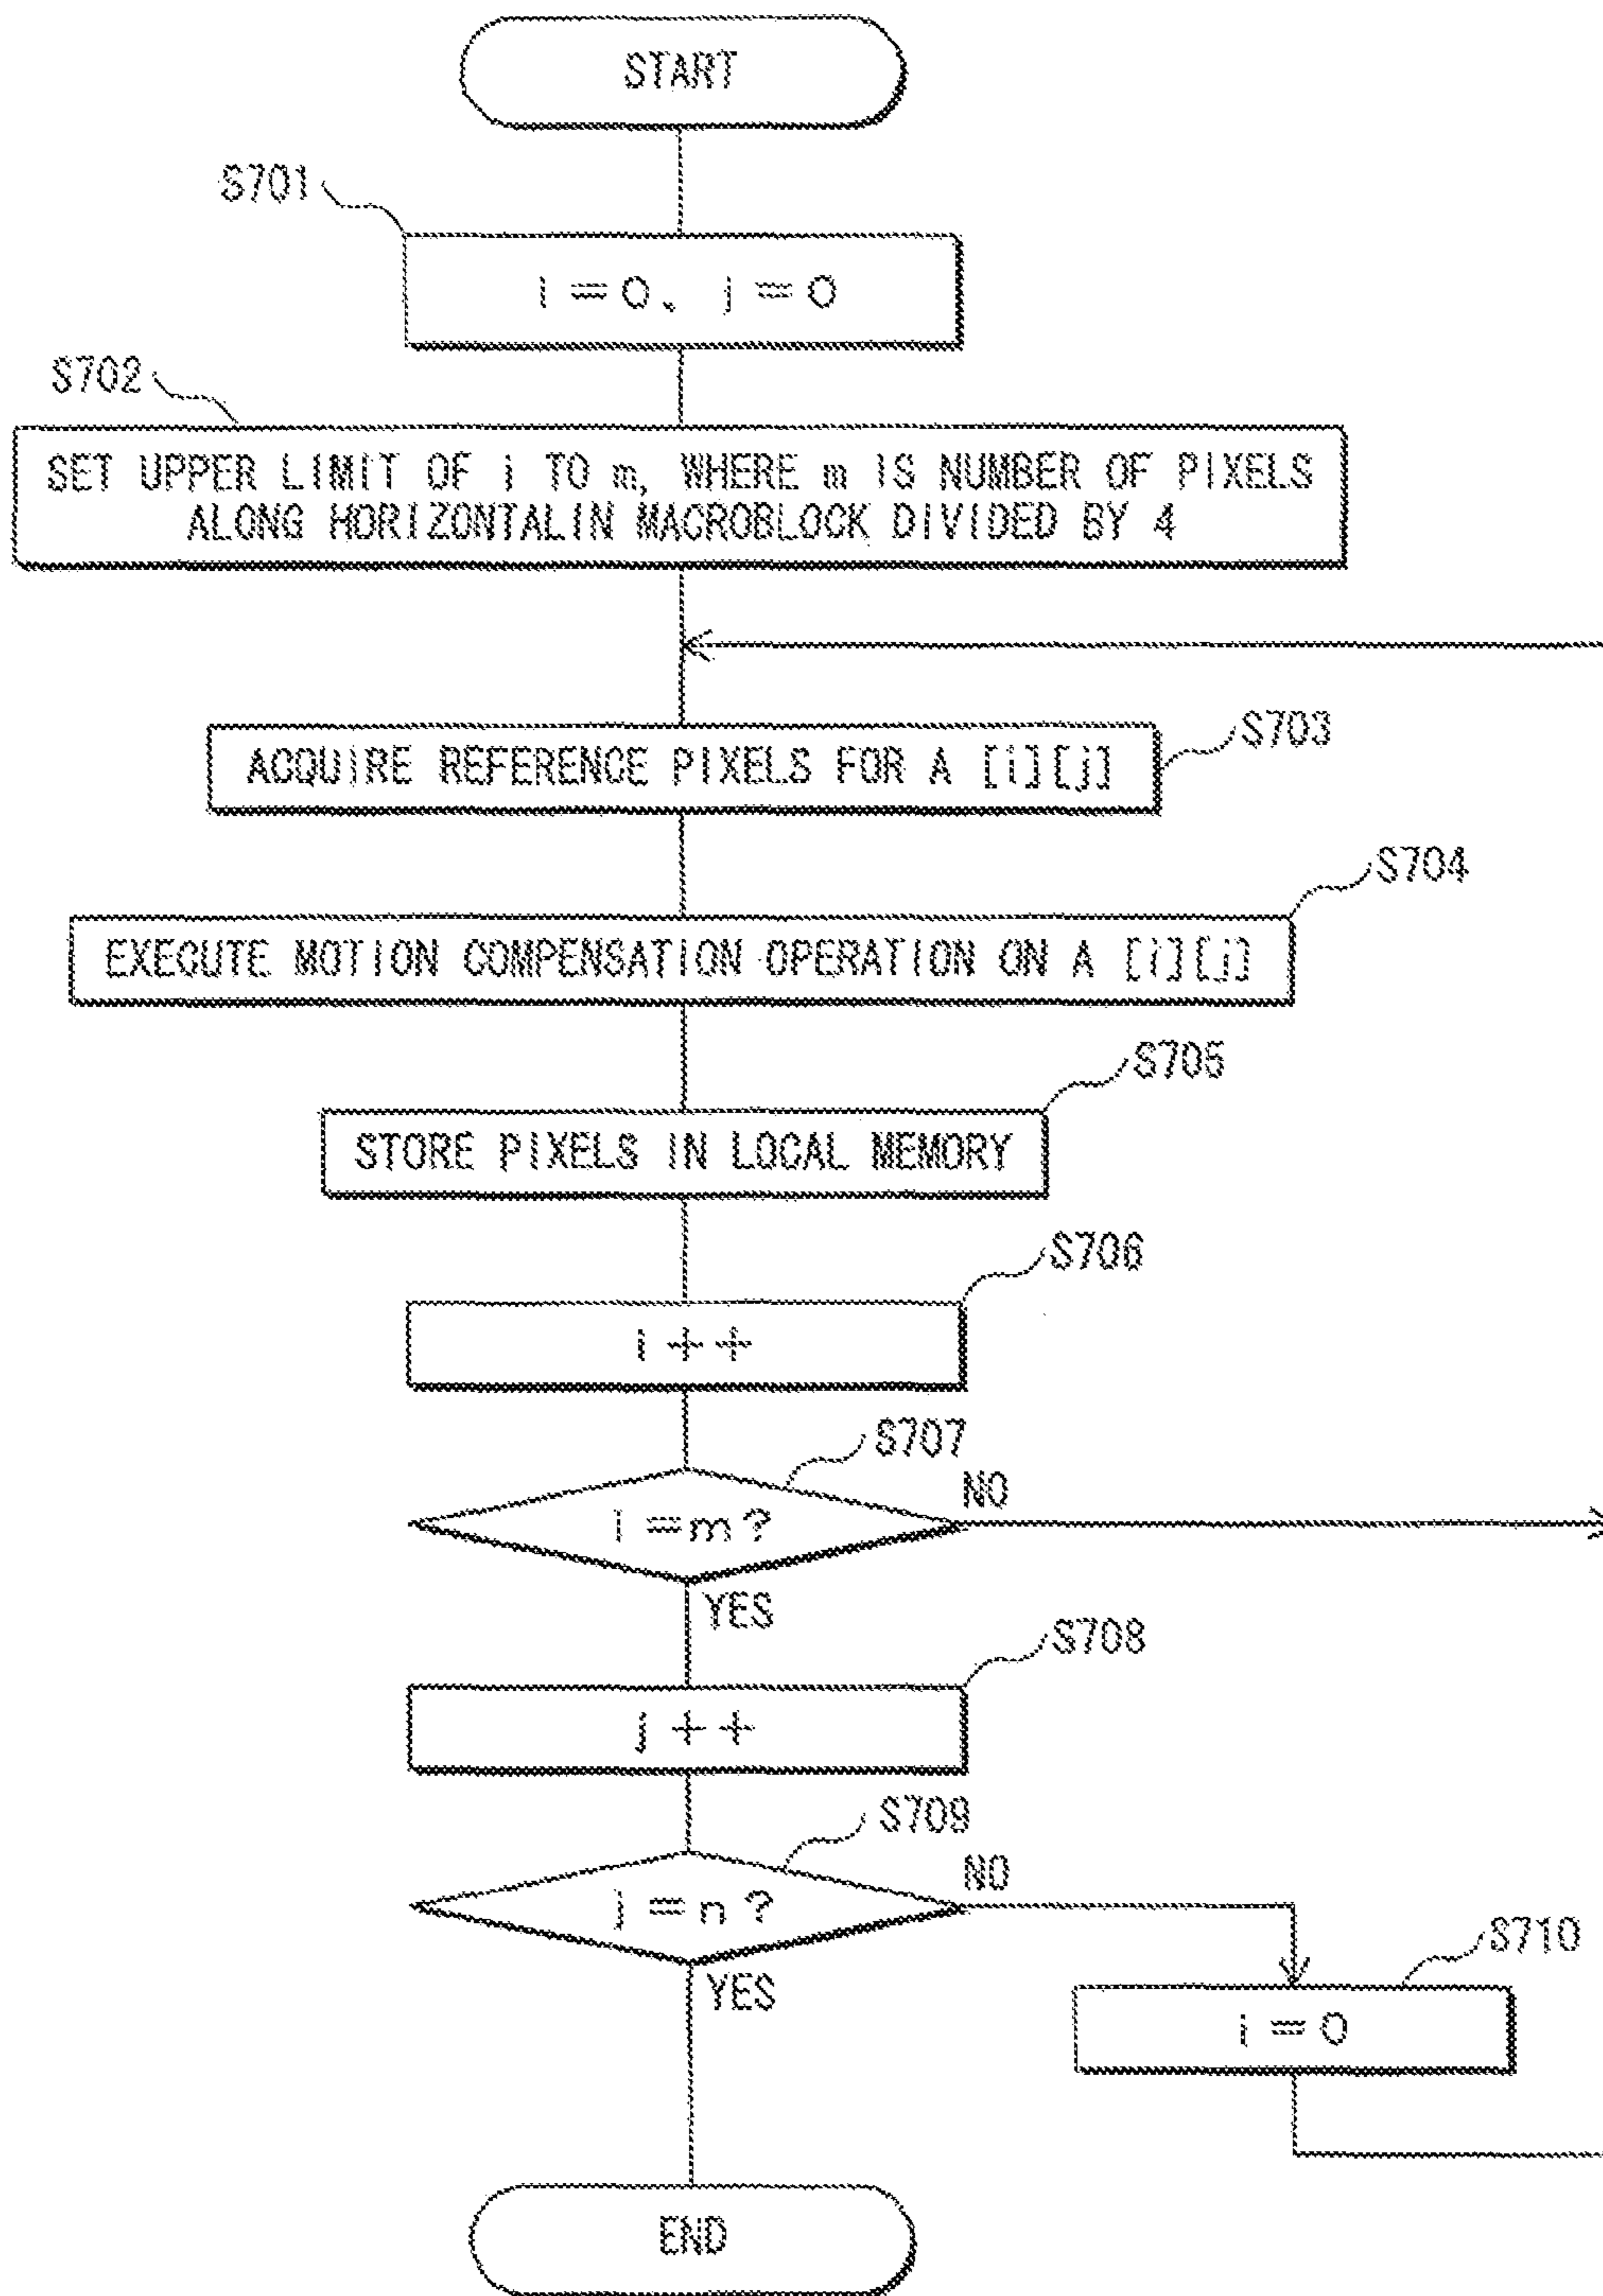 START
S701
i = 0, j = 0
S702
SET UPPER LIMIT OF i TO m, WHERE m IS NUMBER OF PIXELS
ALONG HORIZONTALIN MACROBLOCK DIVIDED BY 4
S703
ACQUIRE REFERENCE PIXELS FOR A [i][j]
S704
EXECUTE MOTION COMPENSATION OPERATION ON A [i][j]
S705
STORE PIXELS IN LOCAL MEMORY
S706
i ++
S707
i = m ?
NO
YES
S708
j ++
S709
j = n ?
NO
YES
S710
i = 0
END